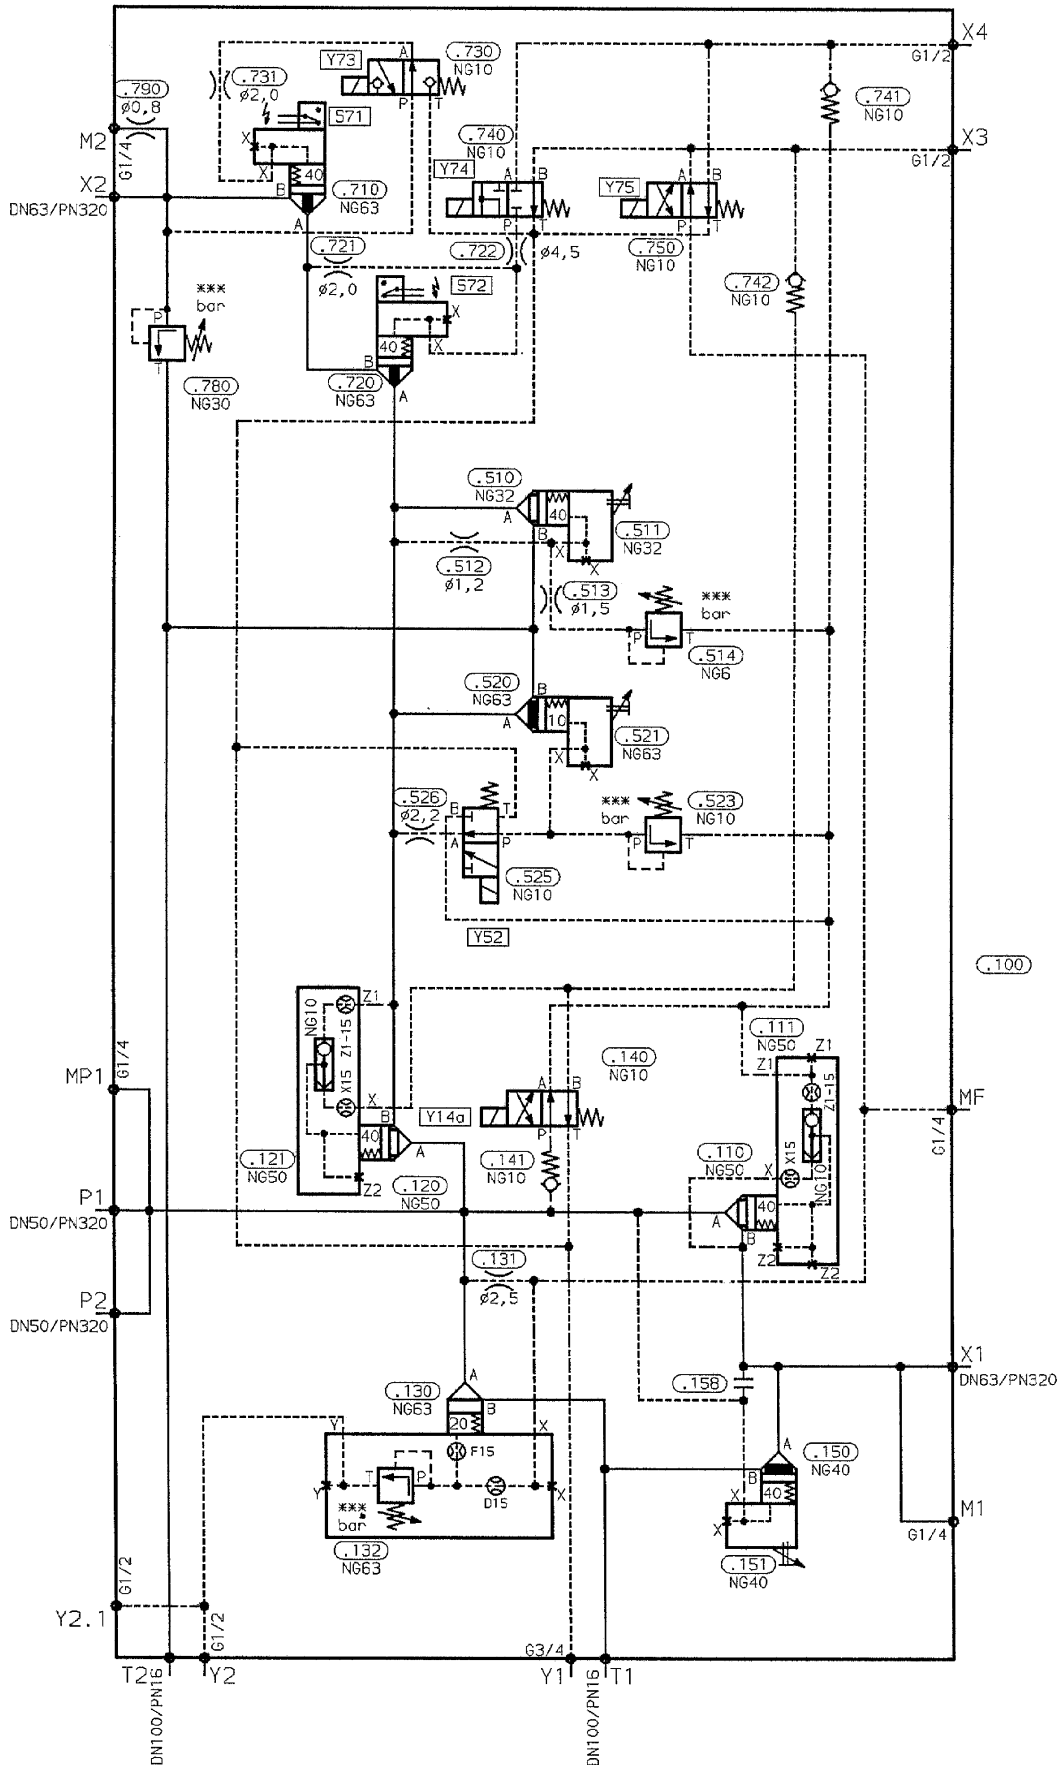 X4
G1/2
.730
NG10
Y73
A
P
T
.731
ø2,0
.790
ø0,8
S71
M2
G1/4
X
X
40
B
.710
NG63
A
.741
NG10
.740
NG10
X3
G1/2
Y74
A
B
P
T
Y75
A
B
P
T
X2
DN63/PN320
.721
ø2,0
.722
ø4,5
.750
NG10
S72
X
X
40
B
.720
NG63
A
.742
NG10
***
bar
P
T
.780
NG30
.510
NG32
A
40
B
X
X
.511
NG32
.512
ø1,2
.513
ø1,5
***
bar
P
T
.514
NG6
.520
NG63
B
A
10
X
X
.521
NG63
.526
ø2,2
B
T
A
P
.525
NG10
***
bar
P
T
.523
NG10
Y52
.100
NG10
Z1
Z1-15
X15
X
B
40
A
Z2
.121
NG50
.120
NG50
MP1
G1/4
.140
NG10
Y14a
A
B
P
T
.141
NG10
.111
NG50
Z1
Z1
Z1-15
X15
NG10
X
.110
NG50
A
40
B
Z2
Z2
MF
G1/4
P1
DN50/PN320
.131
ø2,5
P2
DN50/PN320
.130
NG63
A
B
20
Y
X
F15
T
P
D15
Y
X
***
bar
.132
NG63
.158
X1
DN63/PN320
A
B
.150
NG40
40
X
X
.151
NG40
M1
G1/4
Y2.1
G1/2
G1/2
T2
DN100/PN16
Y2
G3/4
Y1
T1
DN100/PN16